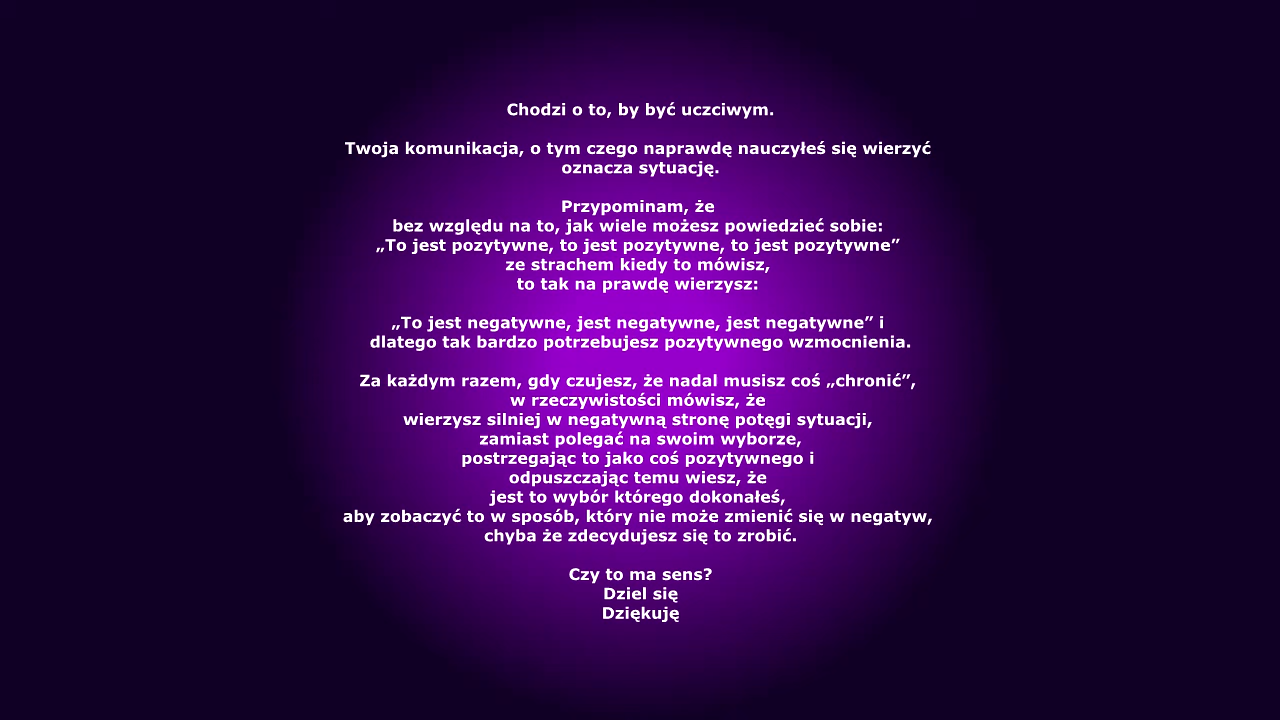 Chodzi o to, by być uczciwym.
Twoja komunikacja, o tym czego naprawdę nauczyłeś się wierzyć
oznacza sytuację.
Przypominam, że
bez względu na to, jak wiele możesz powiedzieć sobie:
„To jest pozytywne, to jest pozytywne, to jest pozytywne”
ze strachem kiedy to mówisz,
to tak na prawdę wierzysz:
„To jest negatywne, jest negatywne, jest negatywne” i
dlatego tak bardzo potrzebujesz pozytywnego wzmocnienia.
Za każdym razem, gdy czujesz, że nadal musisz coś „chronić”,
w rzeczywistości mówisz, że
wierzysz silniej w negatywną stronę potęgi sytuacji,
zamiast polegać na swoim wyborze,
postrzegając to jako coś pozytywnego i
odpuszczając temu wiesz, że
jest to wybór którego dokonałeś,
aby zobaczyć to w sposób, który nie może zmienić się w negatyw,
chyba że zdecydujesz się to zrobić.
Czy to ma sens?
Dziel się
Dziękuję